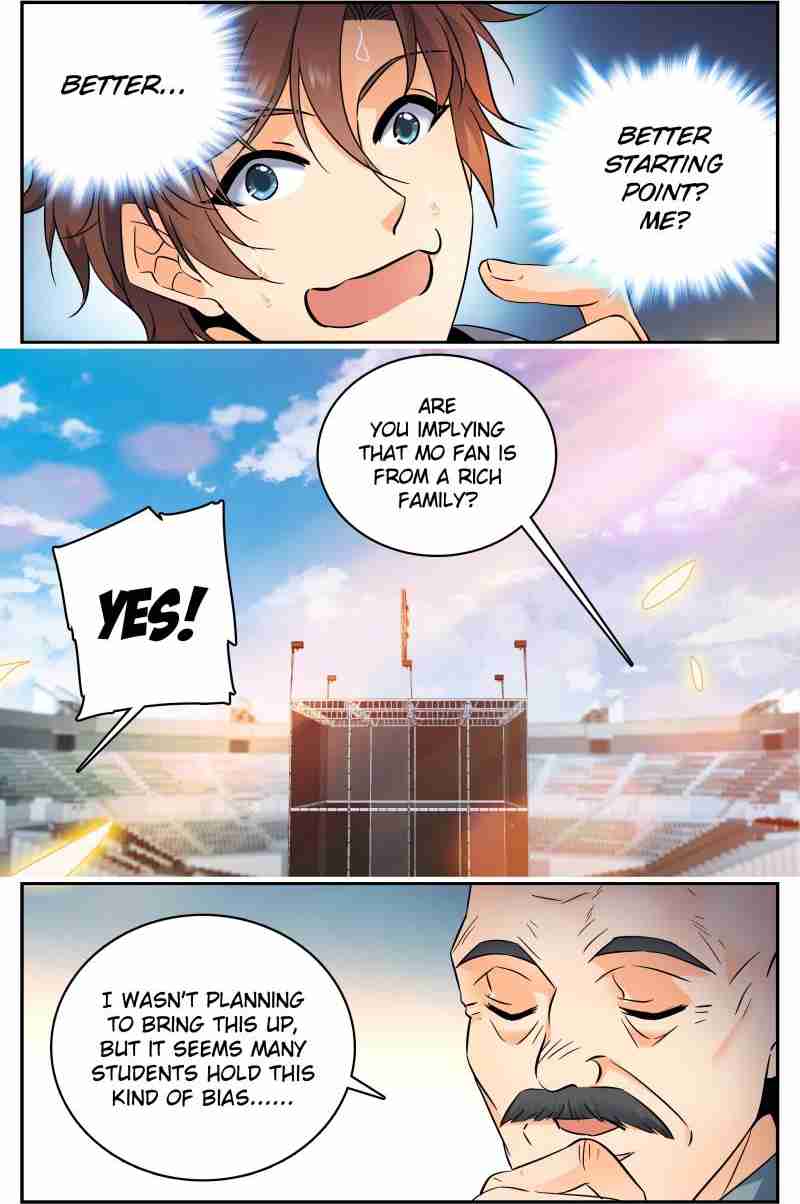 BETTER...
BETTER
STARTING
POINT?
ME?
ARE
YOU IMPLYING
THAT MO FAN IS
FROM A RICH
FAMILY?
YES!
I WASN'T PLANNING
TO BRING THIS UP,
BUT IT SEEMS MANY
STUDENTS HOLD THIS
KIND OF BIAS......